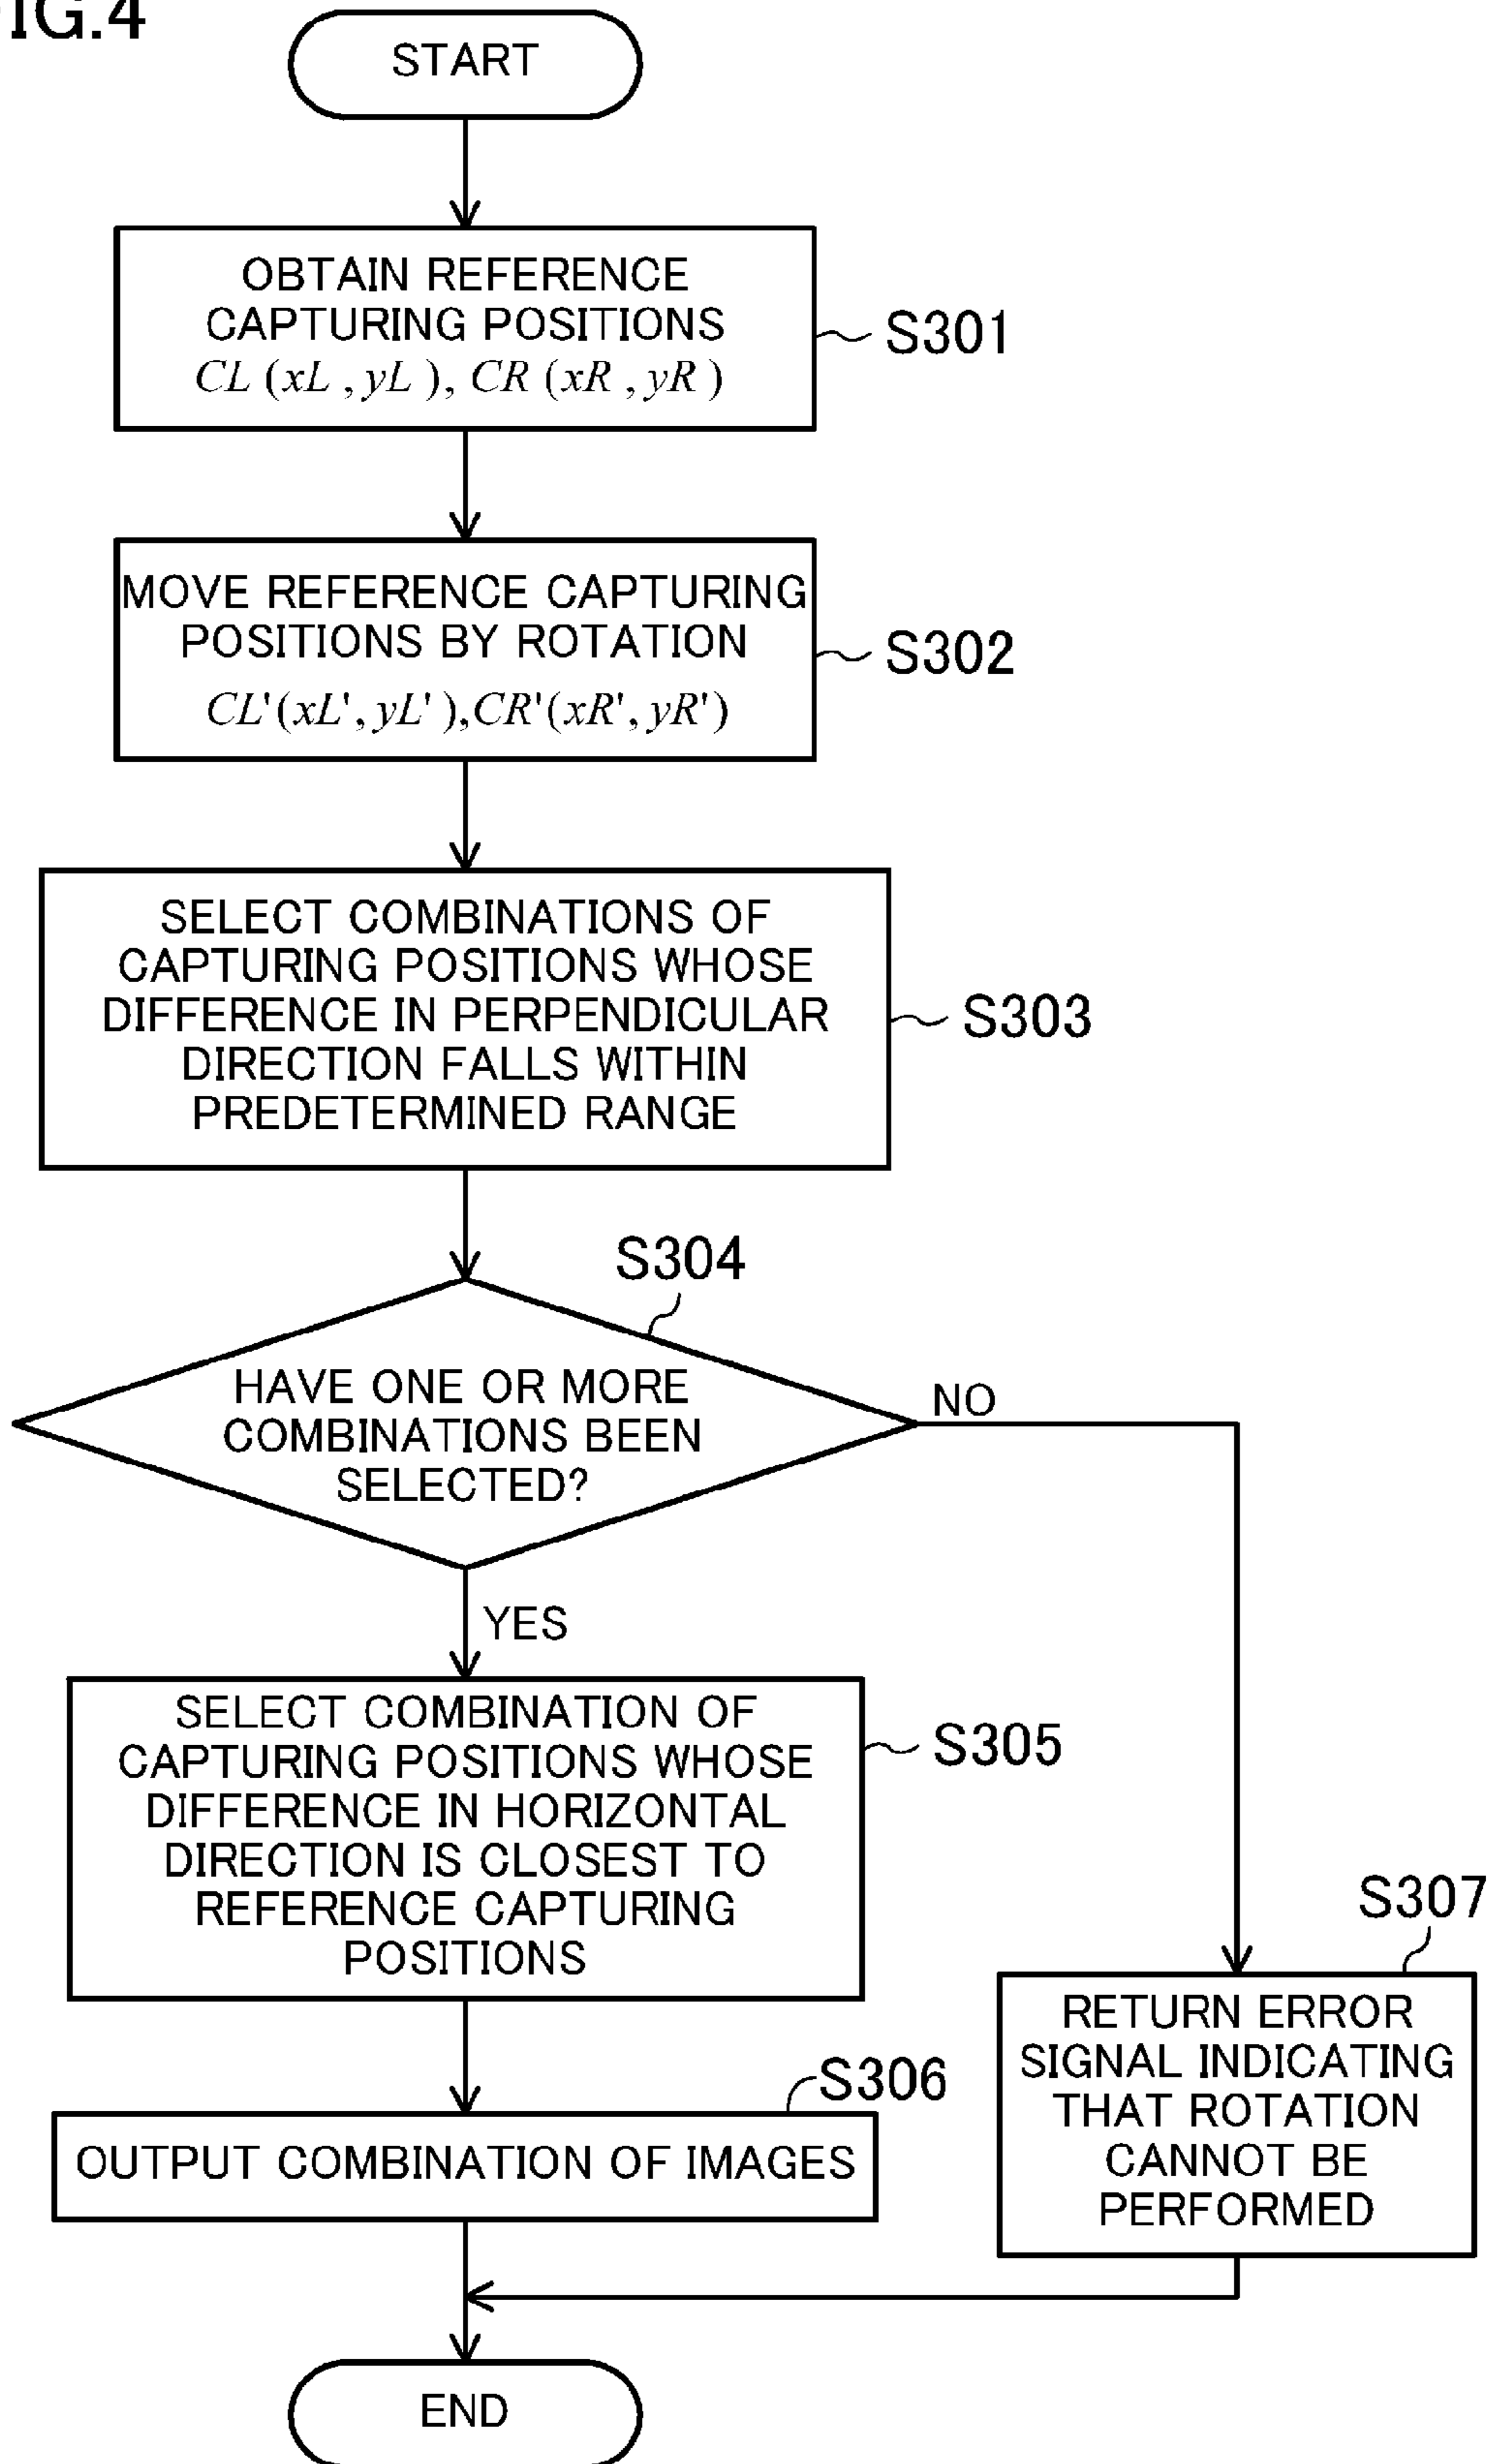 FIG.4
START
OBTAIN REFERENCE
CAPTURING POSITIONS
CL(xL,yL), CR(xR,yR)
S301
MOVE REFERENCE CAPTURING
POSITIONS BY ROTATION
CL'(xL',yL'),CR'(xR',yR')
S302
SELECT COMBINATIONS OF
CAPTURING POSITIONS WHOSE
DIFFERENCE IN PERPENDICULAR
DIRECTION FALLS WITHIN
PREDETERMINED RANGE
S303
S304
HAVE ONE OR MORE
COMBINATIONS BEEN
SELECTED?
NO
YES
SELECT COMBINATION OF
CAPTURING POSITIONS WHOSE
DIFFERENCE IN HORIZONTAL
DIRECTION IS CLOSEST TO
REFERENCE CAPTURING
POSITIONS
S305
S307
RETURN ERROR
SIGNAL INDICATING
THAT ROTATION
CANNOT BE
PERFORMED
S306
OUTPUT COMBINATION OF IMAGES
END